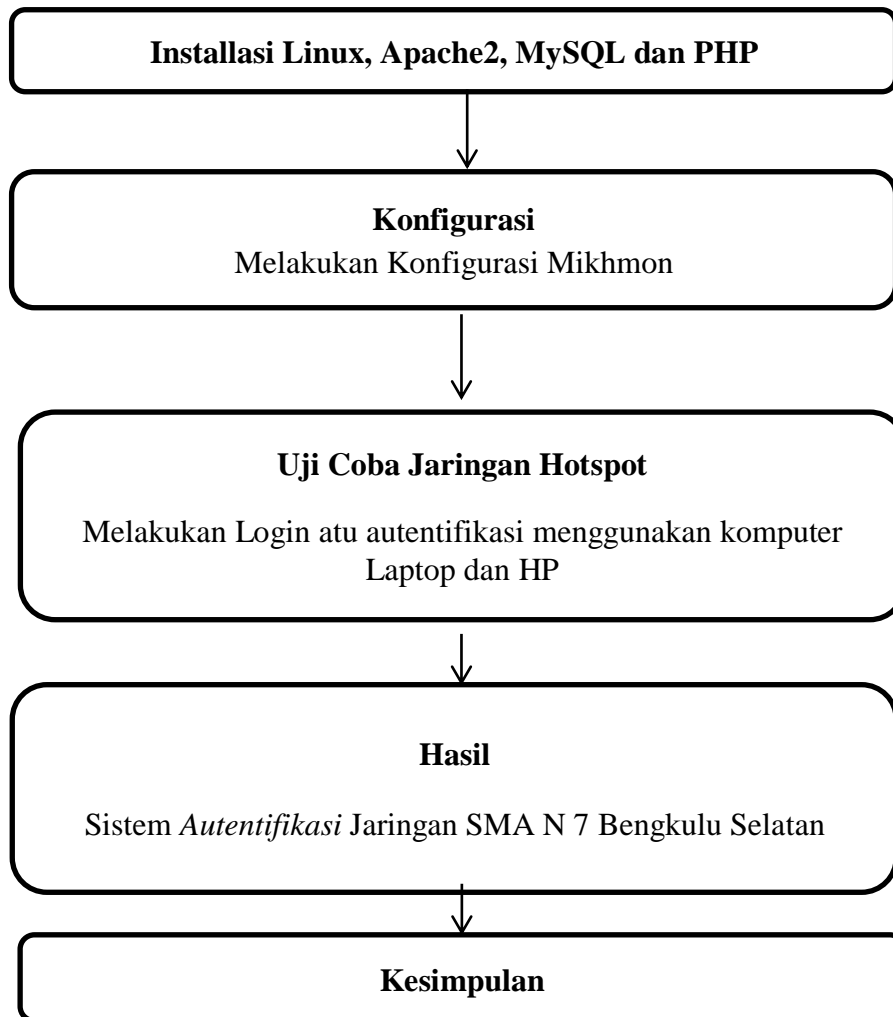 Installasi Linux, Apache2, MySQL dan PHP
Konfigurasi
Melakukan Konfigurasi Mikhmon
Uji Coba Jaringan Hotspot
Melakukan Login atu autentifikasi menggunakan komputer
Laptop dan HP
Hasil
Sistem Autentifikasi Jaringan SMA N 7 Bengkulu Selatan
Kesimpulan